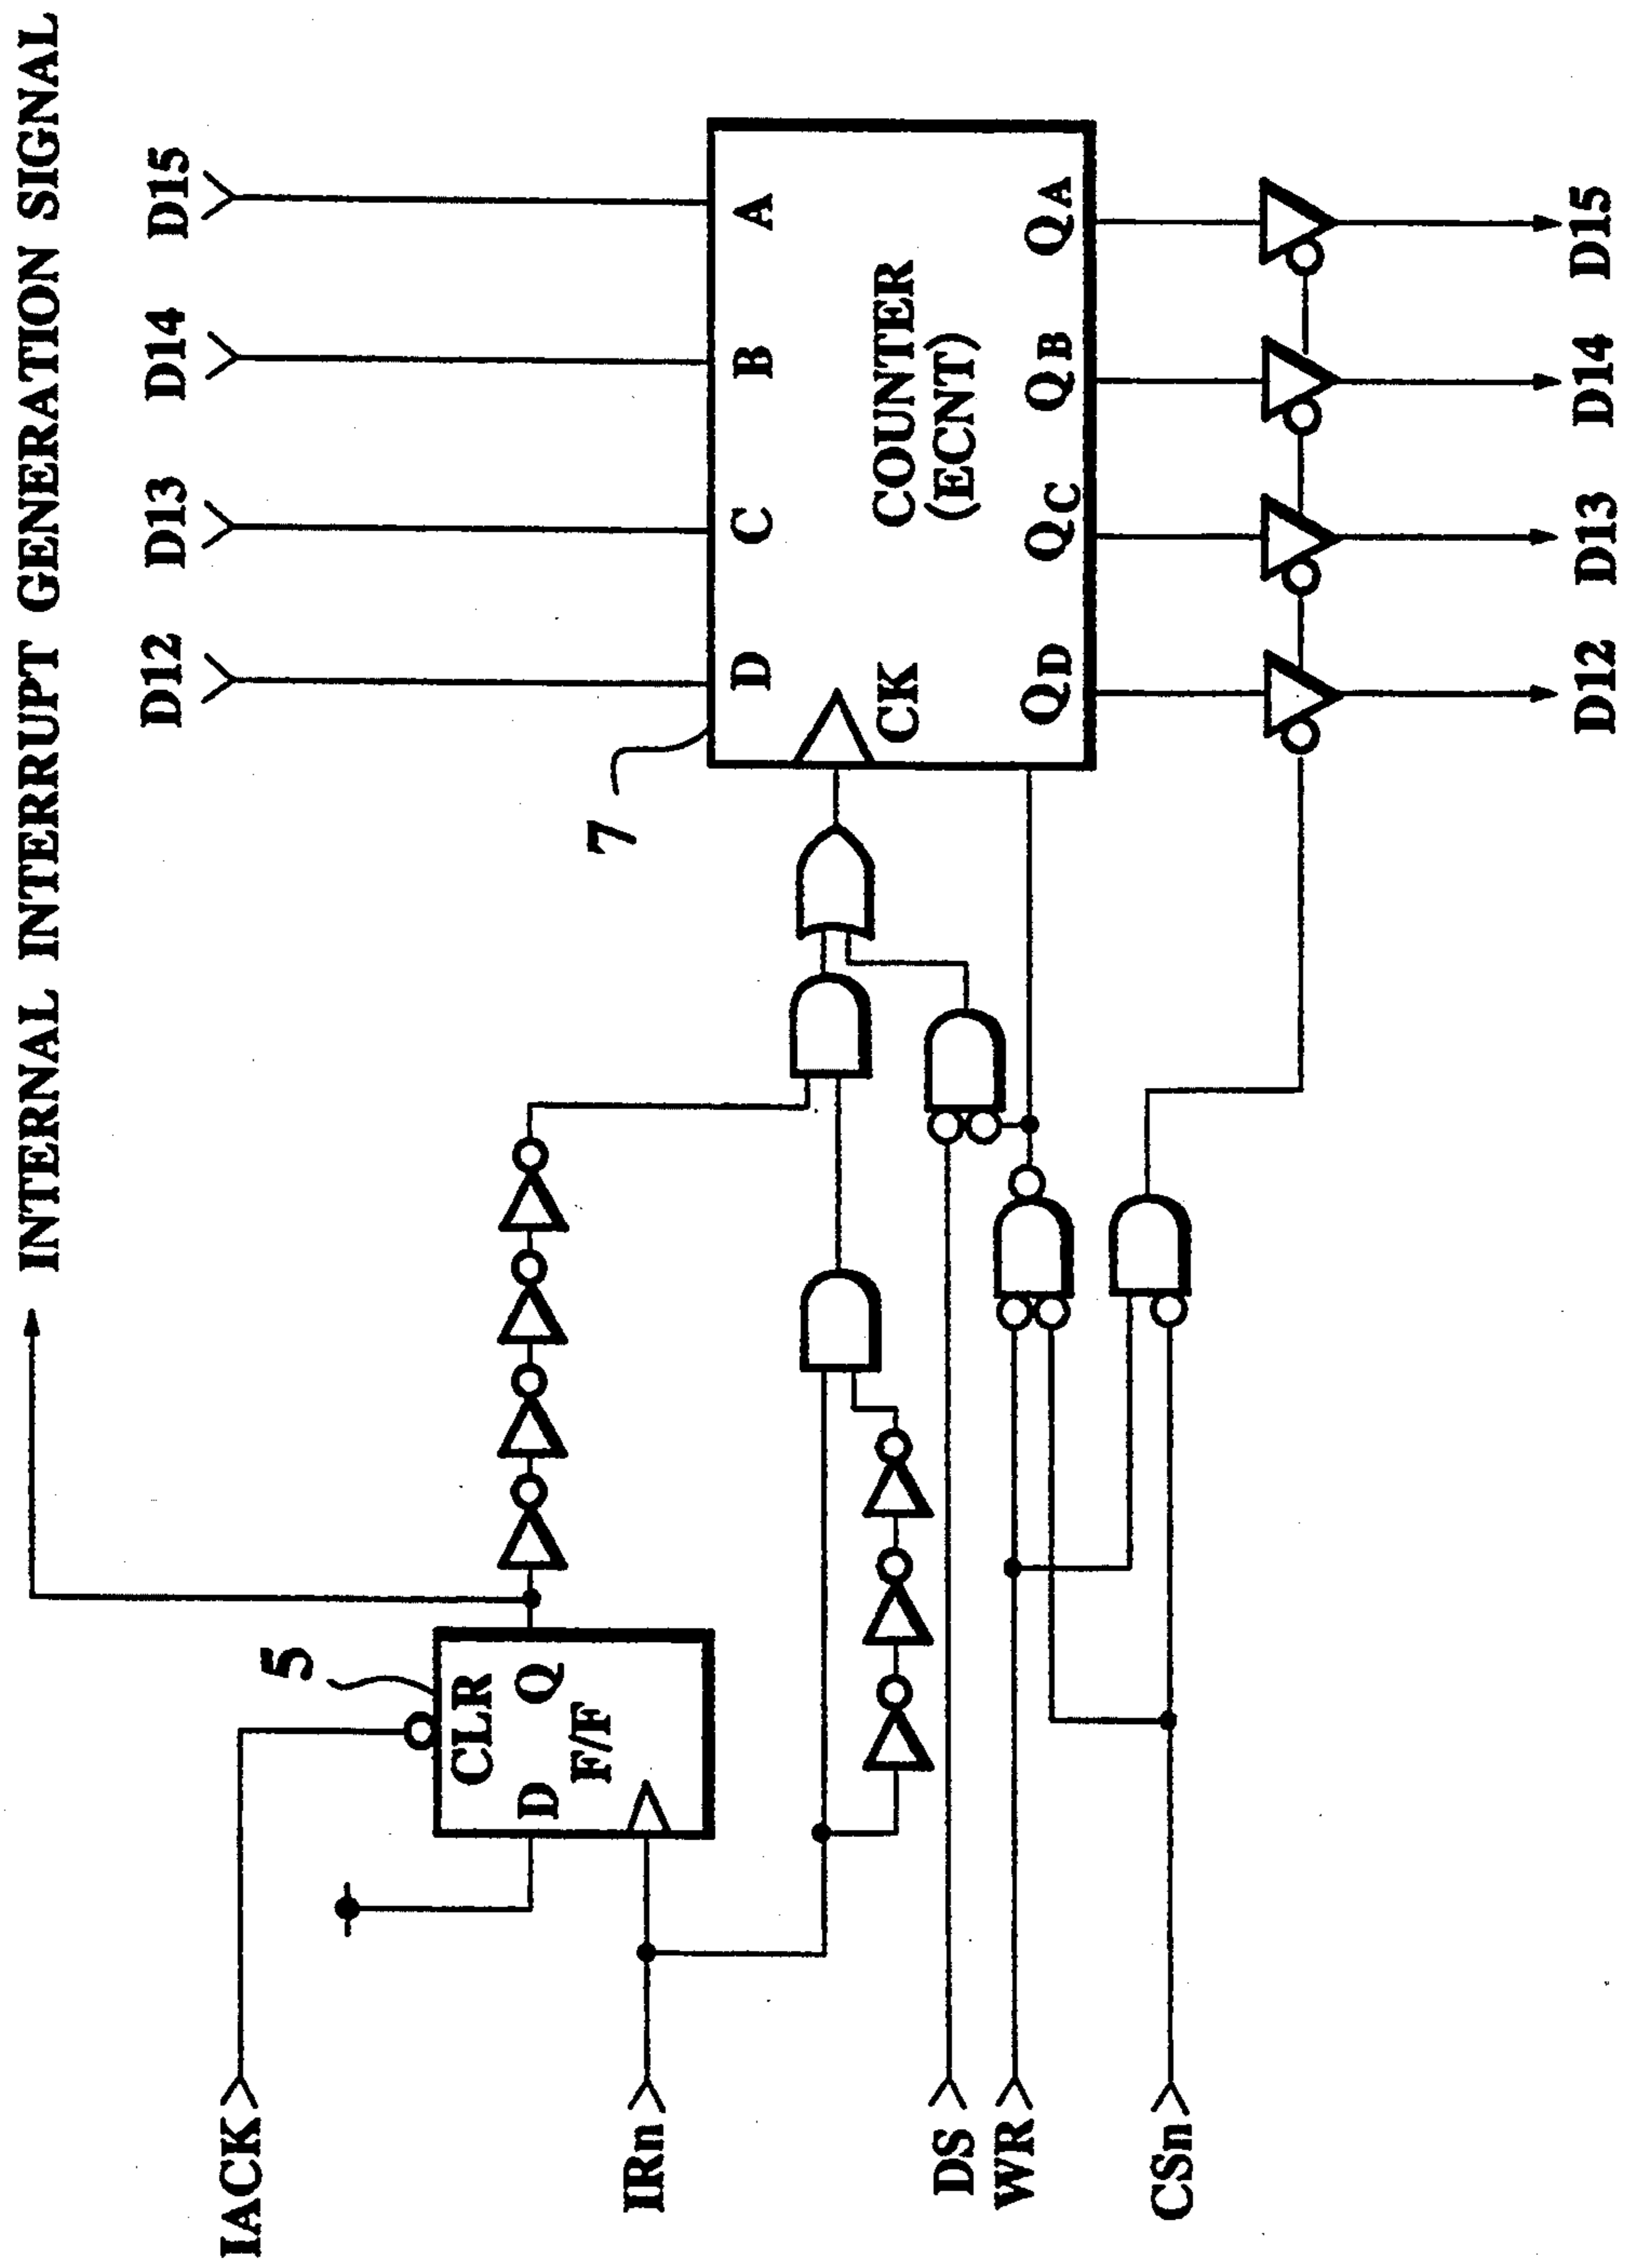 INTERNAL INTERRUPT GENERATION SIGNAL
IACK
IRn
DS
WR
CSn
5
CLR
D
Q
F/F
7
D12
D13
D14
D15
D
C
B
A
CK
COUNTER
(ECNT)
QD
QC
QB
QA
D12
D13
D14
D15